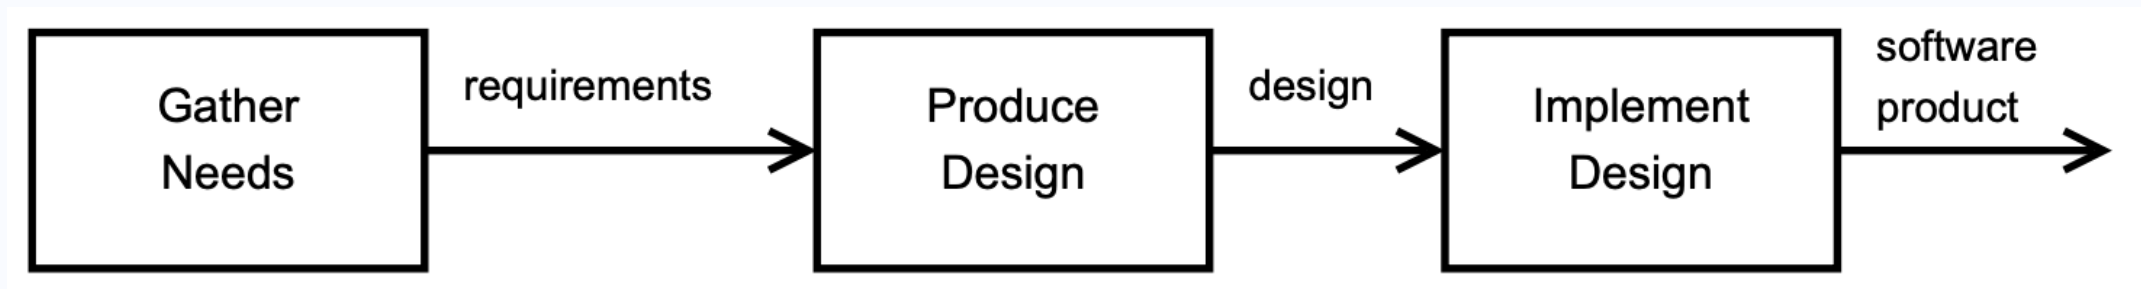 Gather
Needs
requirements
Produce
Design
design
Implement
Design
software
product